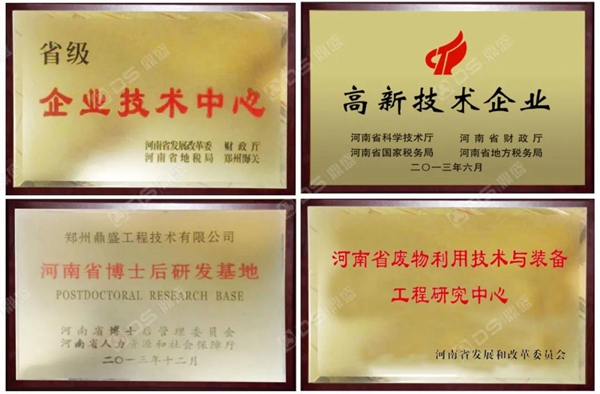 省级
企业技术中心
河南省发展改革委 财政厅
河南省地税局 郑州海关
高新技术企业
河南省科学技术厅 河南省财政厅
河南省国家税务局 河南省地方税务局
二〇一三年六月
郑州鼎盛工程技术有限公司
河南省博士后研发基地
POSTDOCTORAL RESEARCH BASE
河南省博士后管理委员会
河南省人力资源和社会保障厅
二〇一三年十二月
河南省废物利用技术与装备
工程研究中心
河南省发展和改革委员会
DS 鼎盛